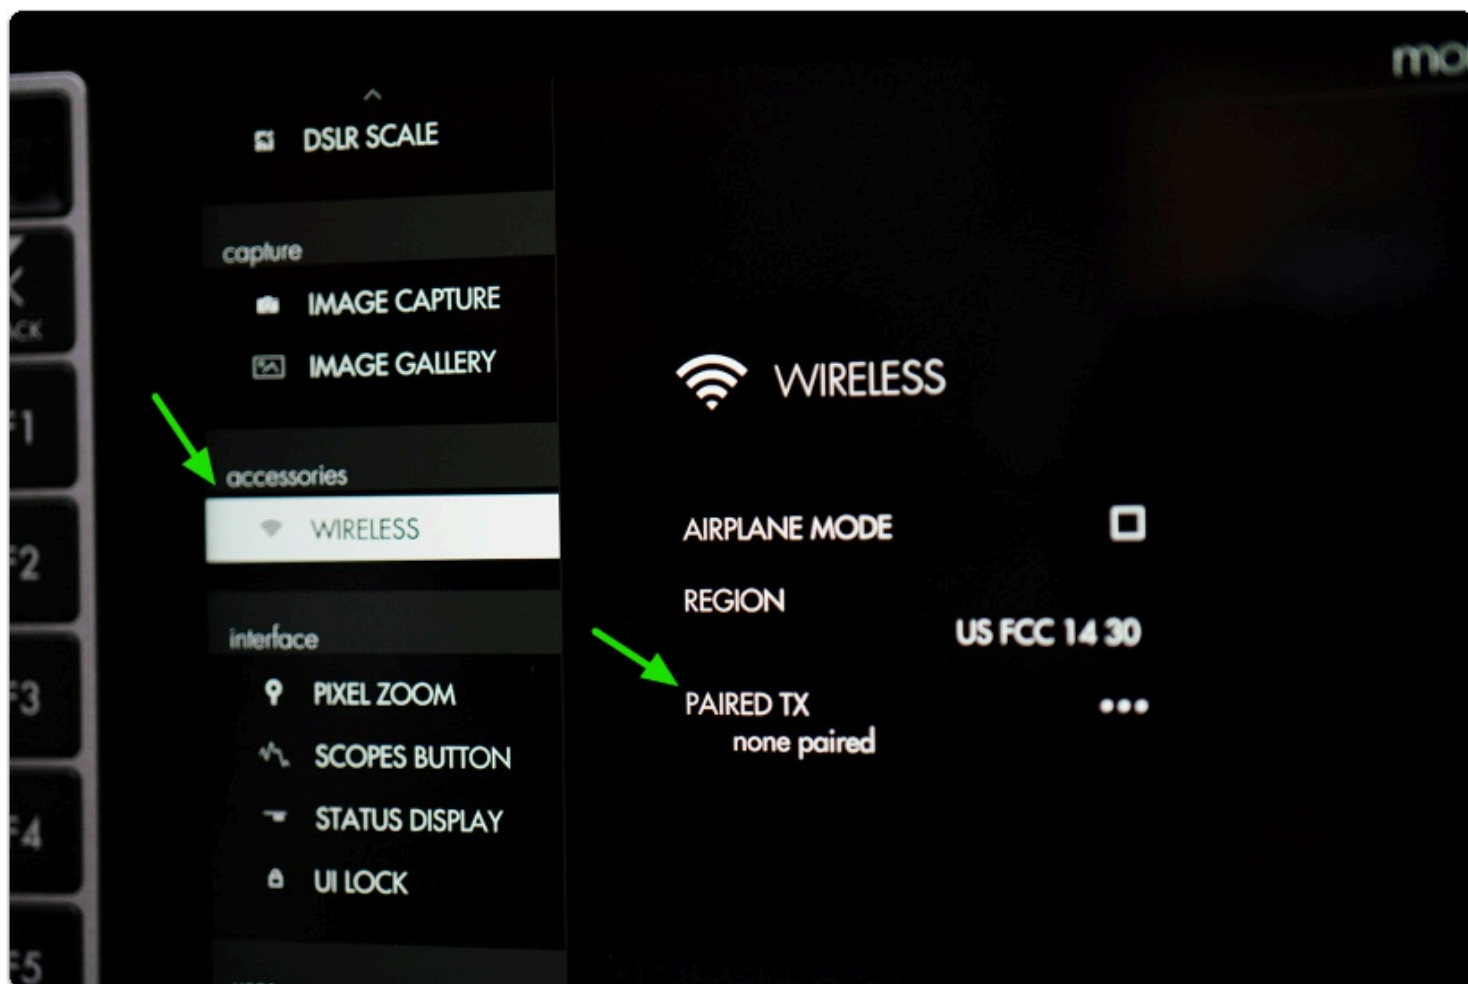 DSLR SCALE
capture
IMAGE CAPTURE
IMAGE GALLERY
accessories
WIRELESS
interface
PIXEL ZOOM
SCOPES BUTTON
STATUS DISPLAY
UI LOCK
WIRELESS
AIRPLANE MODE
REGION
US FCC 14 30
PAIRED TX
none paired
F1
F2
F3
F4
F5